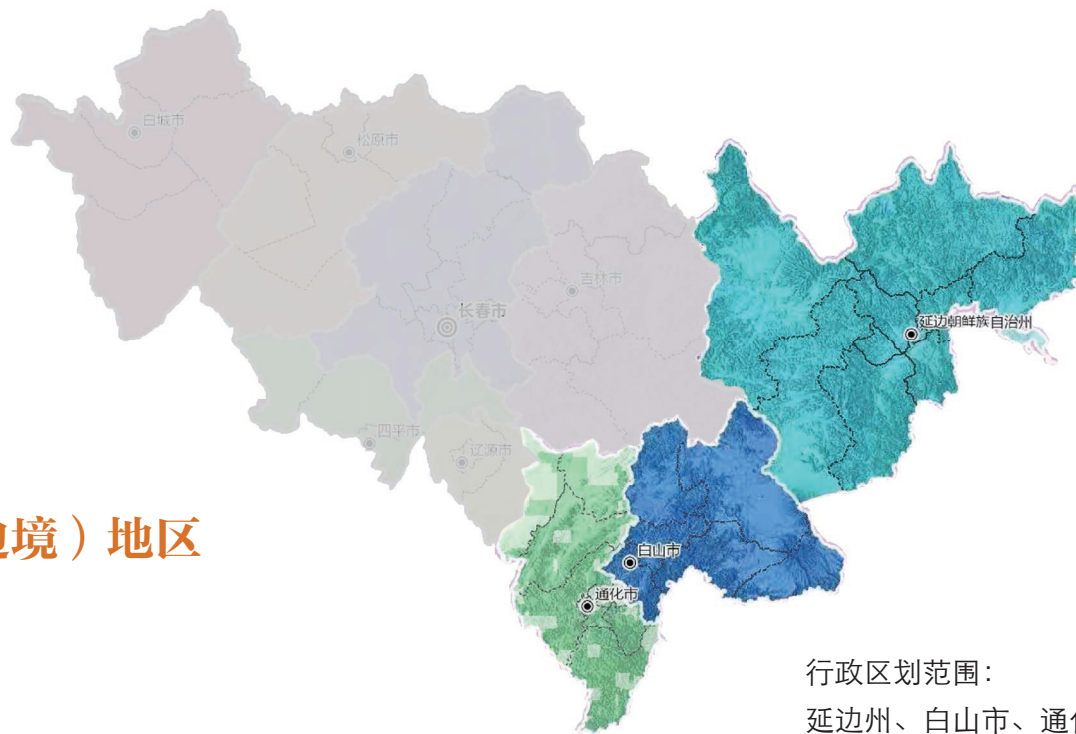 白城市
松原市
吉林市
长春市
延边朝鲜族自治州
四平市
辽源市
边境）地区
白山市
通化市
行政区划范围：
延边州、白山市、通化